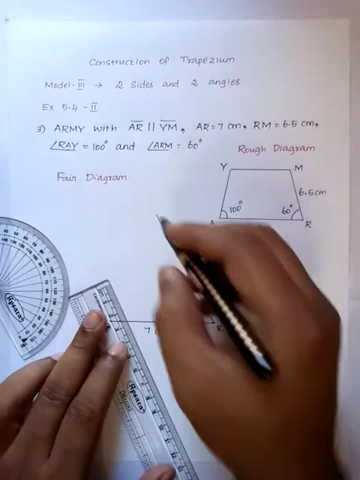 Construction of Trapezium
Model-III → 2 Sides and 2 angles
Ex 5.4 - II
3) ARMY with AR || YM, AR = 7 cm, RM = 6.5 cm,
∠RAY = 100° and ∠ARM = 60°
Rough Diagram
Fair Diagram
Y M
6.5cm
100° 60°
A R
7